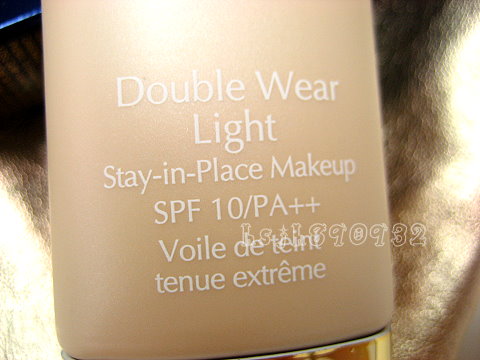 Double Wear
Light
Stay-in-Place Makeup
SPF 10/PA++
Voile de teint
tenue extrême